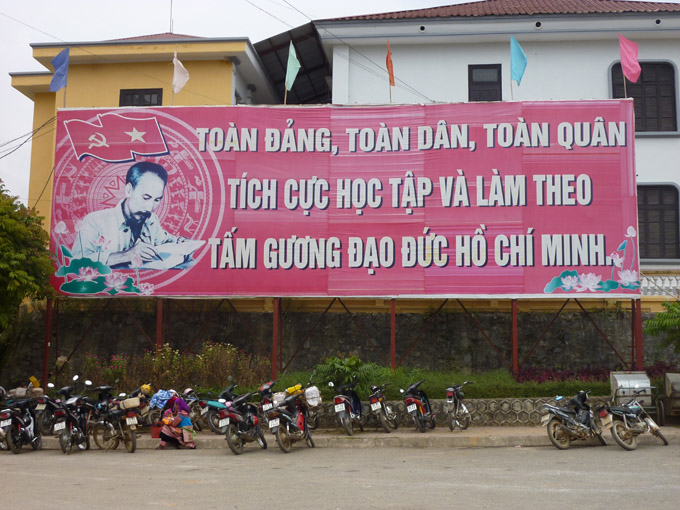 TOÀN ĐẢNG, TOÀN DÂN, TOÀN QUÂN
TÍCH CỰC HỌC TẬP VÀ LÀM THEO
TẤM GƯƠNG ĐẠO ĐỨC HỒ CHÍ MINH.